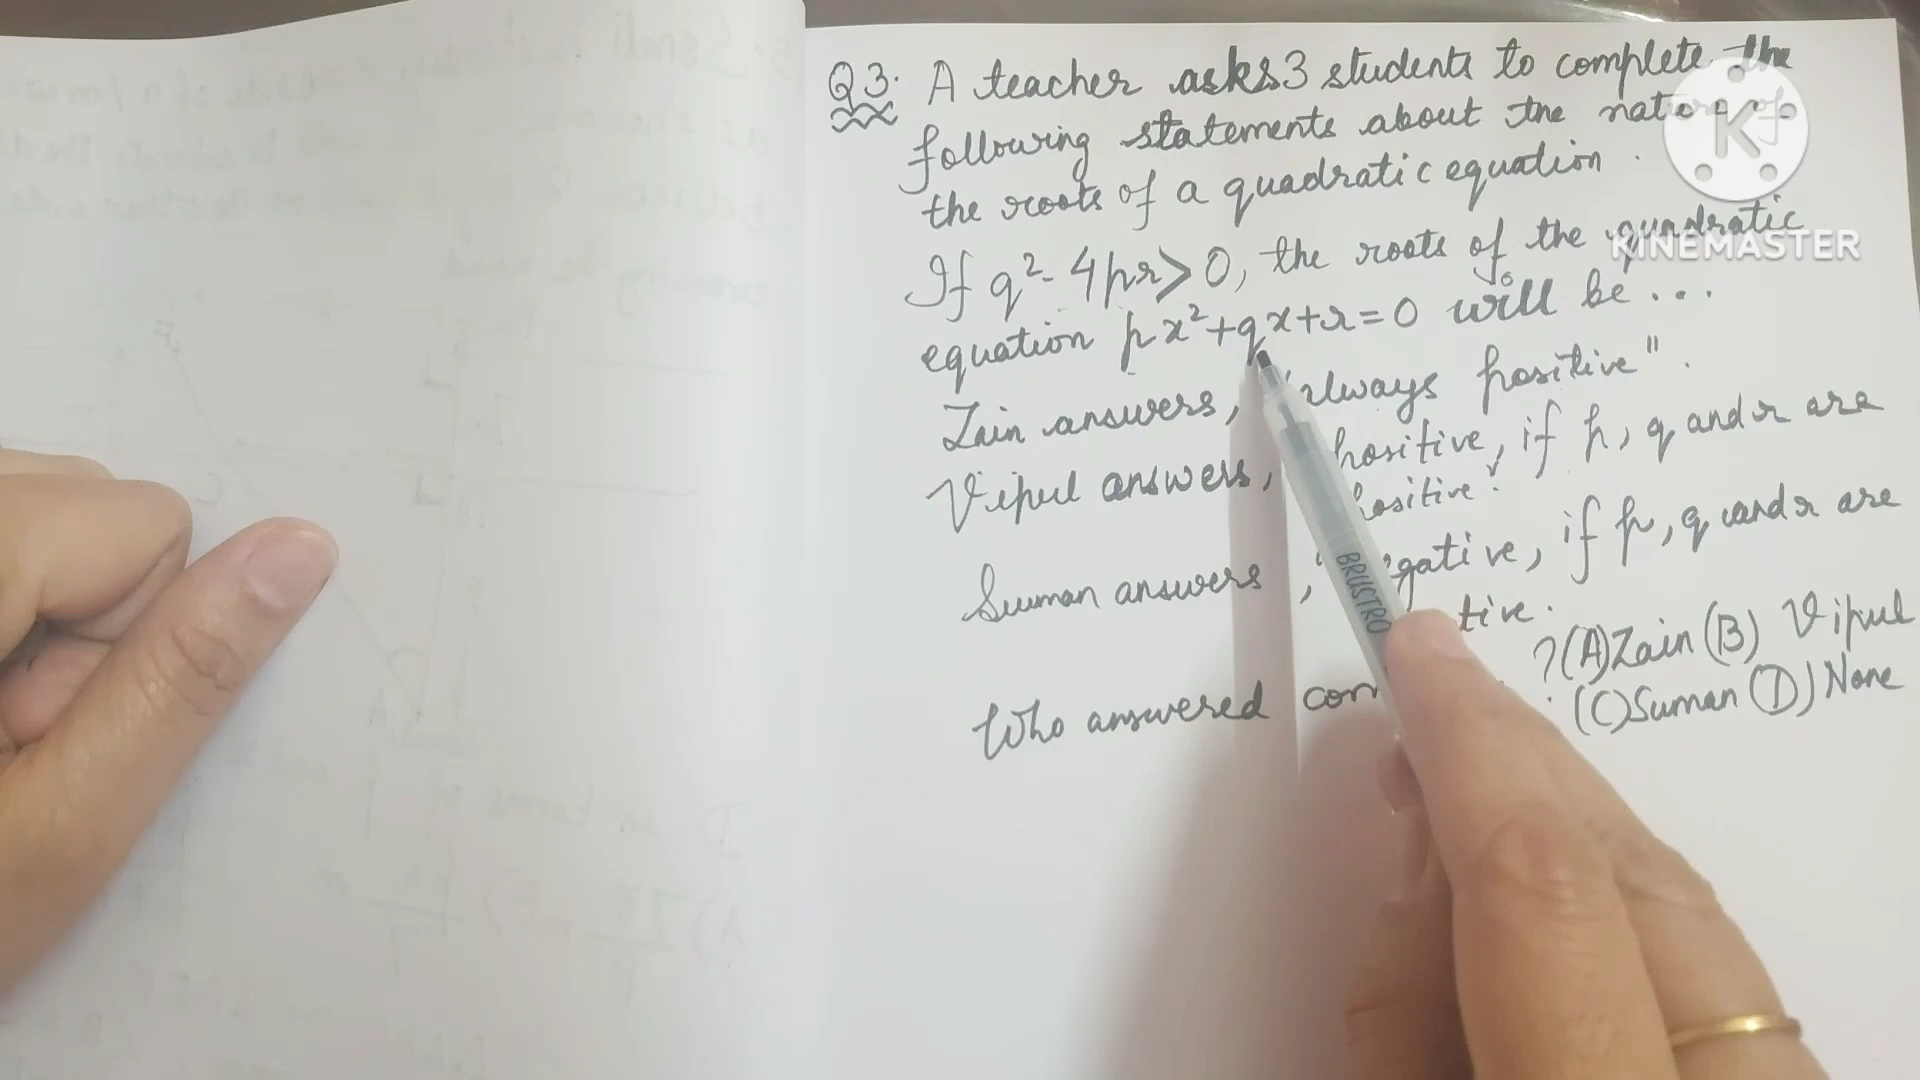 Q3. A teacher asks 3 students to complete the
following statements about the nature of
the roots of a quadratic equation.
If q²-4pr>0, the roots of the quadratic
equation px²+qx+r=0 will be...
Zain answers, "always positive".
Vipul answers, positive, if p, q and r are
positive".
Suman answers, "negative, if p, q and r are
tive.
Who answered ? (A) Zain (B) Vipul
(C) Suman (D) None
KINEMASTER
BRUSTRO